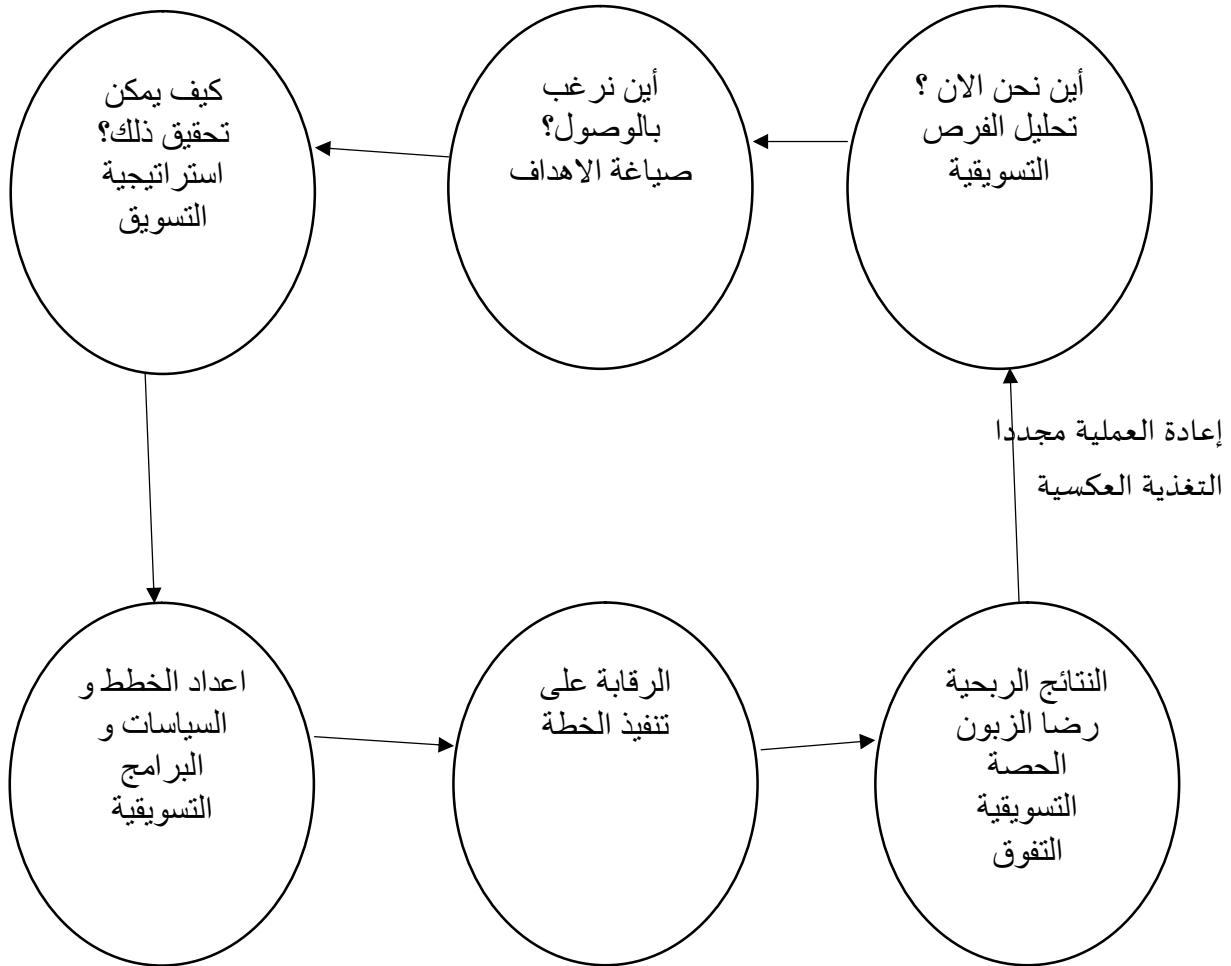 أين نحن الان ؟
تحليل الفرص
التسويقية
أين نرغب
بالوصول؟
صياغة الاهداف
كيف يمكن
تحقيق ذلك؟
استراتيجية
التسويق
إعادة العملية مجددا
التغذية العكسية
اعداد الخطط و
السياسات و
البرامج
التسويقية
الرقابة على
تنفيذ الخطة
النتائج الربحية
رضا الزبون
الحصة
التسويقية
التفوق